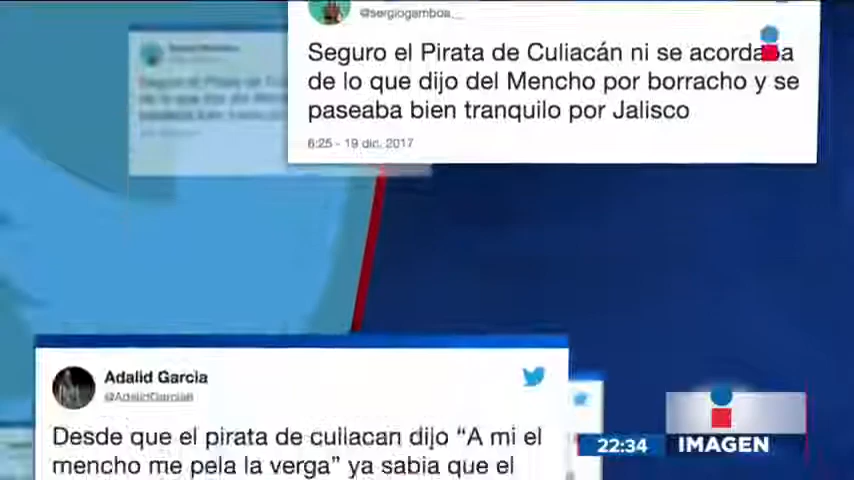 @sergiogamboa__
Seguro el Pirata de Culiacán ni se acordaba
de lo que dijo del Mencho por borracho y se
paseaba bien tranquilo por Jalisco
6:25 - 19 dic. 2017
Adalid Garcia
@AdalidGarcia8
Desde que el pirata de culiacan dijo “A mi el
mencho me pela la verga” ya sabia que el
22:34
IMAGEN